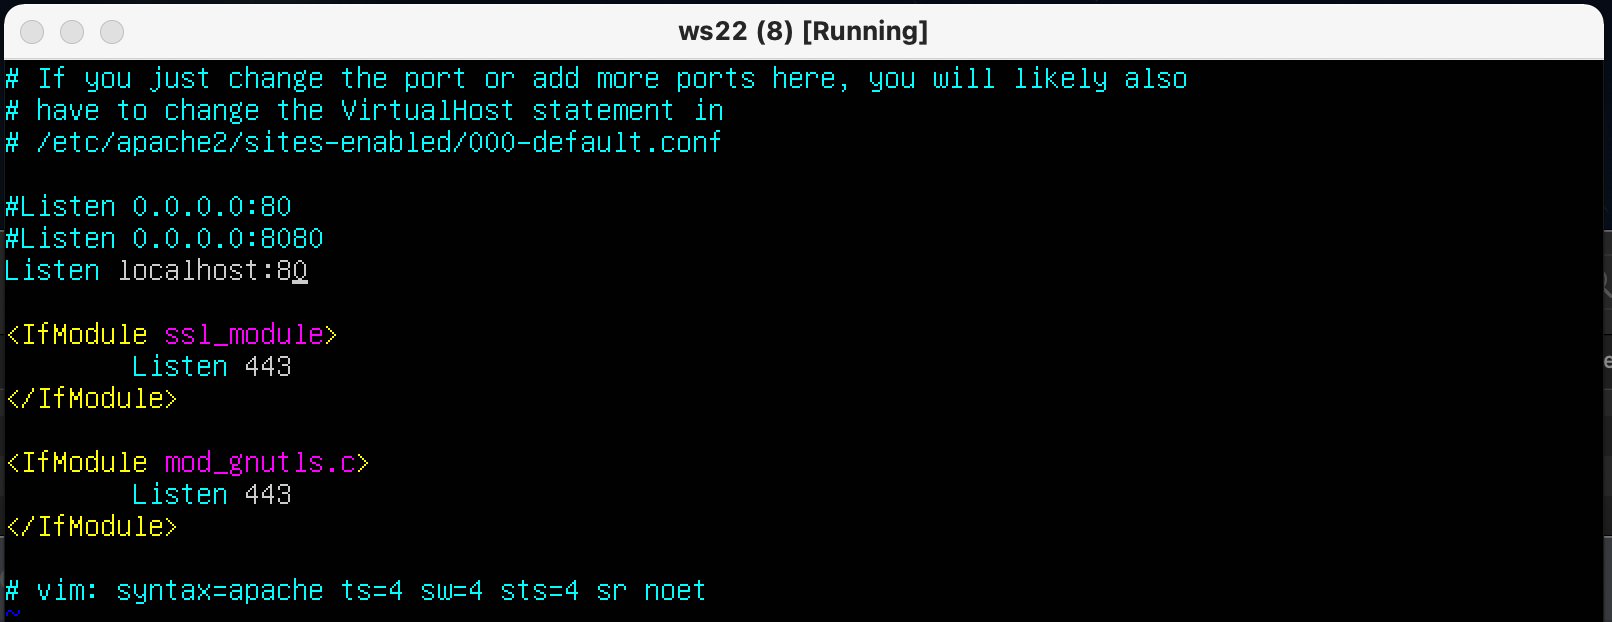 ws22 (8) [Running]
# If you just change the port or add more ports here, you will likely also
# have to change the VirtualHost statement in
# /etc/apache2/sites-enabled/000-default.conf
#Listen 0.0.0.0:80
#Listen 0.0.0.0:8080
Listen localhost:80
<IfModule ssl_module>
        Listen 443
</IfModule>
<IfModule mod_gnutls.c>
        Listen 443
</IfModule>
# vim: syntax=apache ts=4 sw=4 sts=4 sr noet
~